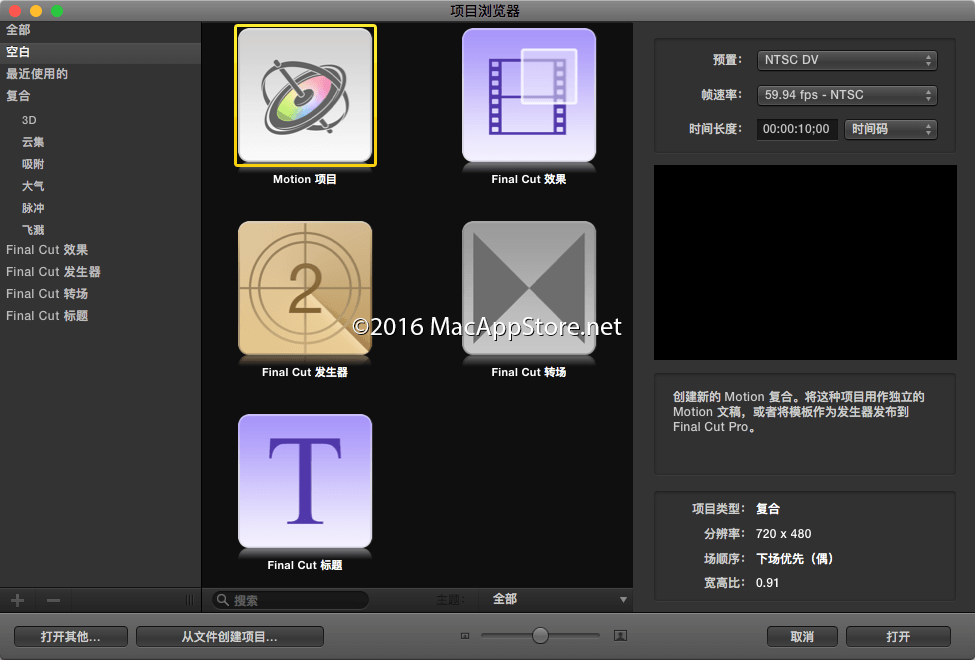 项目浏览器
全部
空白
最近使用的
复合
3D
云集
吸附
大气
脉冲
飞溅
Final Cut 效果
Final Cut 发生器
Final Cut 转场
Final Cut 标题
Motion 项目
Final Cut 效果
2
Final Cut 发生器
Final Cut 转场
©2016 MacAppStore.net
T
Final Cut 标题
搜索
主题：
全部
预置： NTSC DV
帧速率： 59.94 fps - NTSC
时间长度： 00:00:10;00 时间码
创建新的 Motion 复合。将这种项目用作独立的
Motion 文稿，或者将模板作为发生器发布到
Final Cut Pro。
项目类型： 复合
分辨率： 720 x 480
场顺序： 下场优先（偶）
宽高比： 0.91
打开其他...
从文件创建项目...
取消
打开